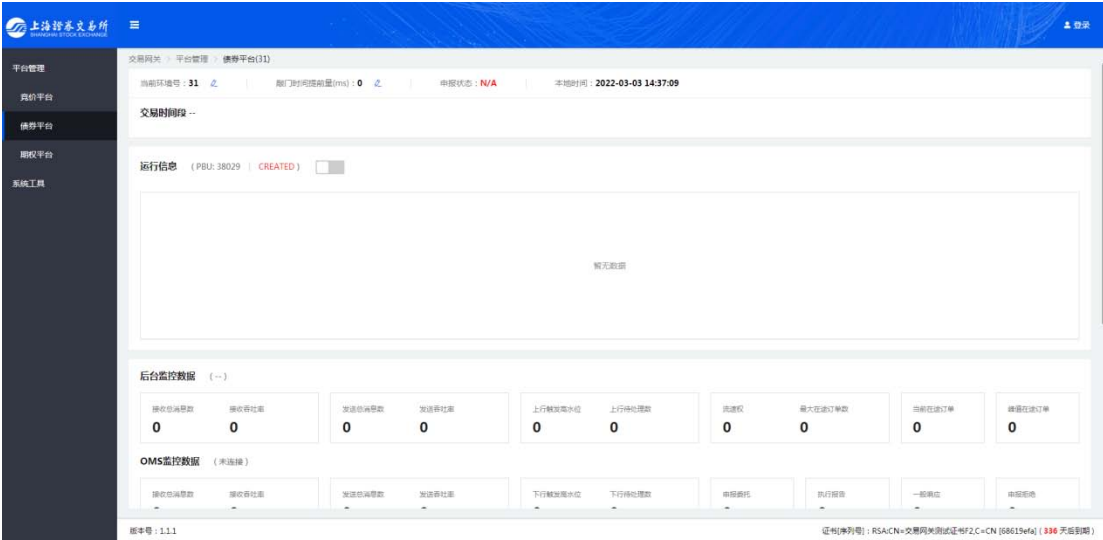 上海證券交易所
SHANGHAI STOCK EXCHANGE
登录
平台管理
竞价平台
债券平台
期权平台
系统工具
交易网关 > 平台管理 > 债券平台(31)
当前环境号：31 敲门时间提前量(ms)：0 申报状态：N/A 本地时间：2022-03-03 14:37:09
交易时间段 --
运行信息 ( PBU: 38029 | CREATED )
暂无数据
后台监控数据 ( -- )
接收总消息数 接收吞吐率 发送总消息数 发送吞吐率 上行触发高水位 上行待处理数 流速权 最大在途订单数 当前在途订单 峰值在途订单
0 0 0 0 0 0 0 0 0 0
OMS监控数据 ( 未连接 )
接收总消息数 接收吞吐率 发送总消息数 发送吞吐率 下行触发高水位 下行待处理数 申报委托 执行报告 一般响应 申报拒绝
版本号：1.1.1
证书[序列号]：RSA:CN=交易网关测试证书F2,C=CN [68619efa] ( 336 天后到期 )